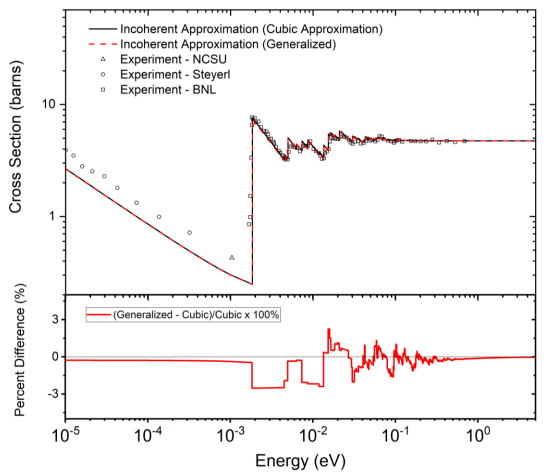 Incoherent Approximation (Cubic Approximation)
Incoherent Approximation (Generalized)
Experiment - NCSU
Experiment - Steyerl
Experiment - BNL
Cross Section (barns)
10
1
(Generalized - Cubic)/Cubic x 100%
Percent Difference (%)
3
0
-3
10^-5 10^-4 10^-3 10^-2 10^-1 10^0
Energy (eV)